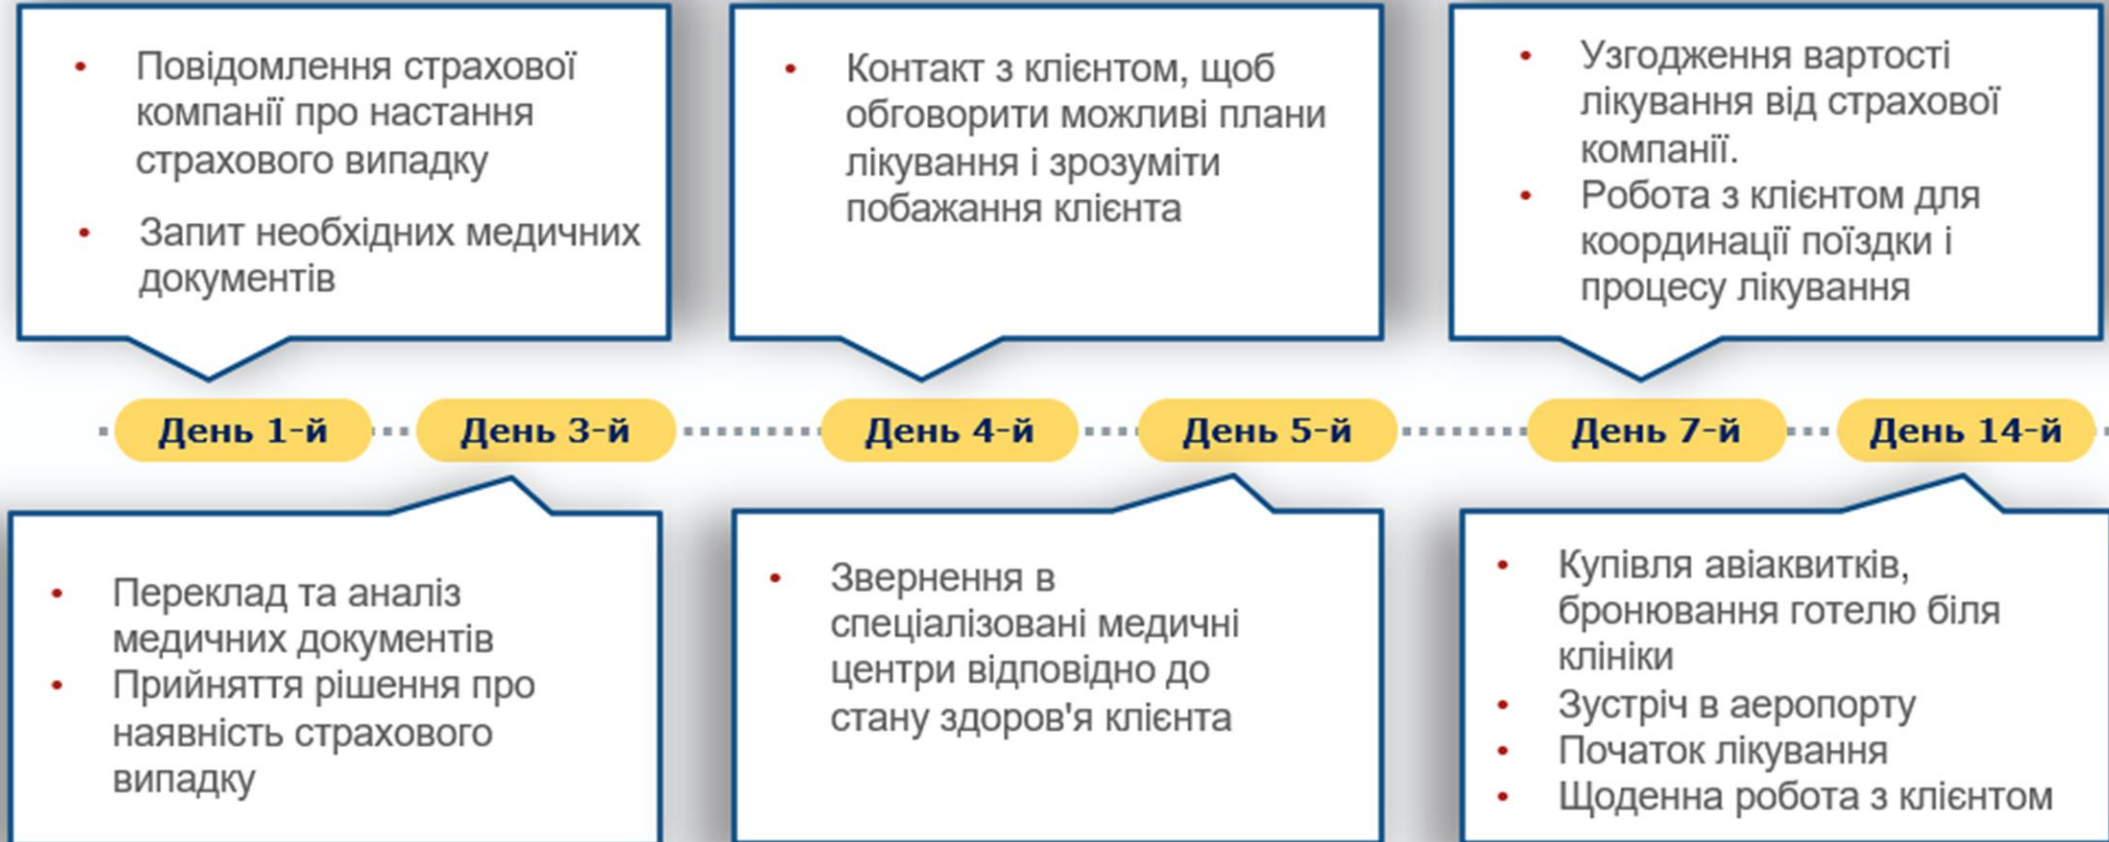 Повідомлення страхової
компанії про настання
страхового випадку
Запит необхідних медичних
документів
Контакт з клієнтом, щоб
обговорити можливі плани
лікування і зрозуміти
побажання клієнта
Узгодження вартості
лікування від страхової
компанії.
Робота з клієнтом для
координації поїздки і
процесу лікування
День 1-й
День 3-й
День 4-й
День 5-й
День 7-й
День 14-й
Переклад та аналіз
медичних документів
Прийняття рішення про
наявність страхового
випадку
Звернення в
спеціалізовані медичні
центри відповідно до
стану здоров'я клієнта
Купівля авіаквитків,
бронювання готелю біля
клініки
Зустріч в аеропорту
Початок лікування
Щоденна робота з клієнтом